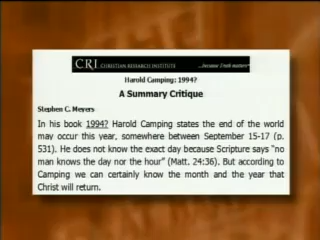 CRI CHRISTIAN RESEARCH INSTITUTE ...because Truth matters
Harold Camping: 1994?
A Summary Critique
Stephen C. Meyers
In his book 1994? Harold Camping states the end of the world
may occur this year, somewhere between September 15-17 (p.
531). He does not know the exact day because Scripture says "no
man knows the day nor the hour" (Matt. 24:36). But according to
Camping we can certainly know the month and the year that
Christ will return.